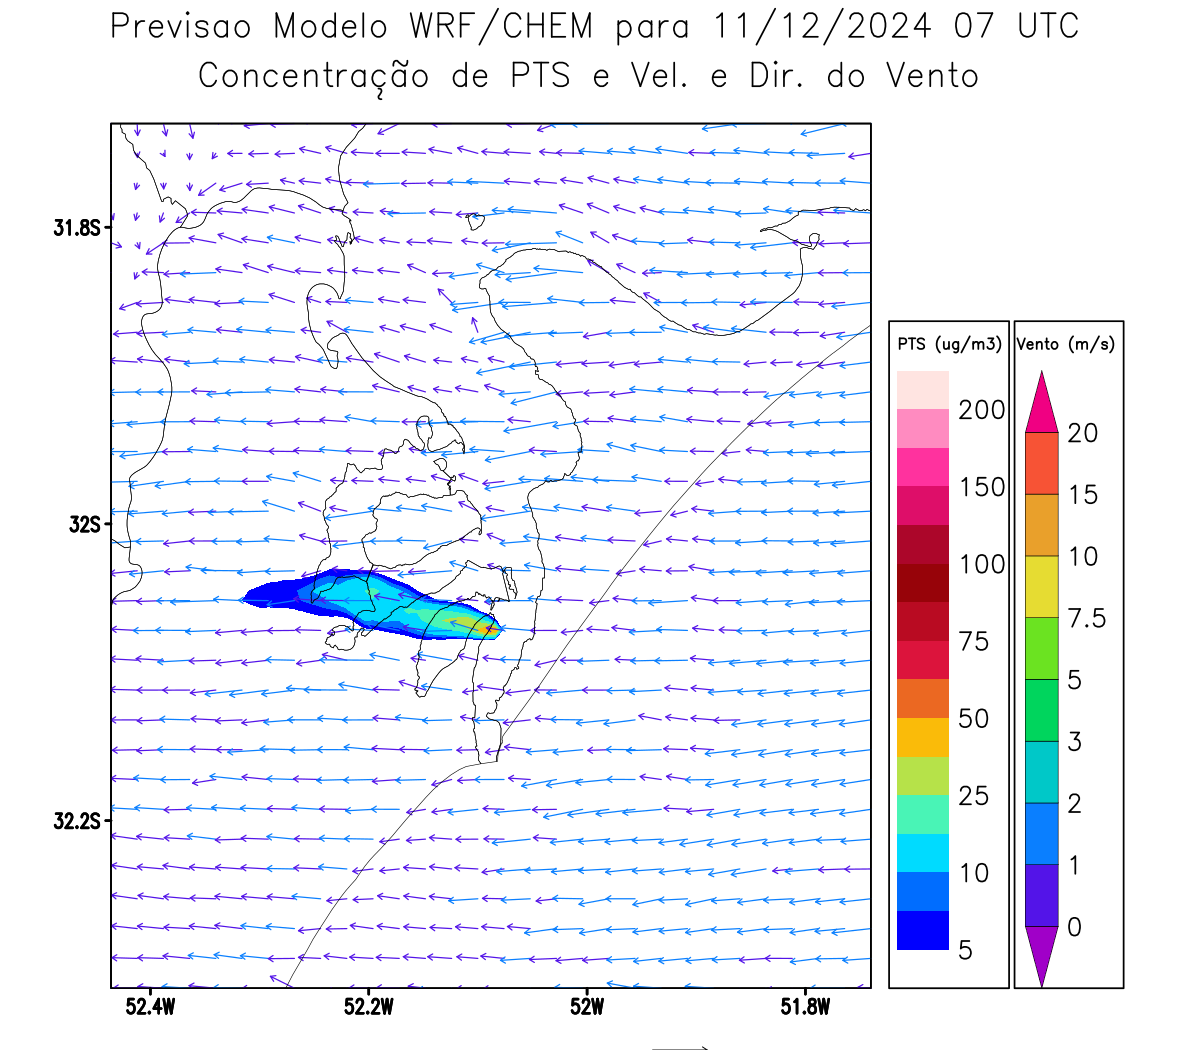 Previsao Modelo WRF/CHEM para 11/12/2024 07 UTC
Concentração de PTS e Vel. e Dir. do Vento
31.8S
32S
32.2S
52.4W
52.2W
52W
51.8W
PTS (ug/m3)
200
150
100
75
50
25
10
5
Vento (m/s)
20
15
10
7.5
5
3
2
1
0